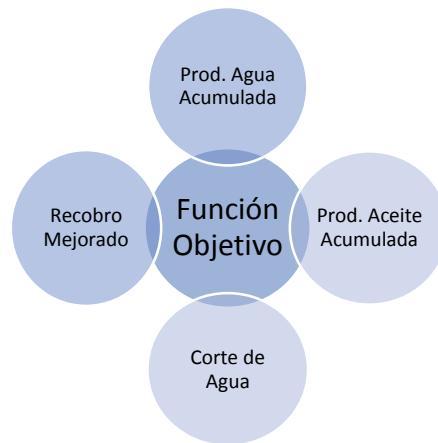 Prod. Agua
Acumulada
Recobro
Mejorado
Función
Objetivo
Prod. Aceite
Acumulada
Corte de
Agua